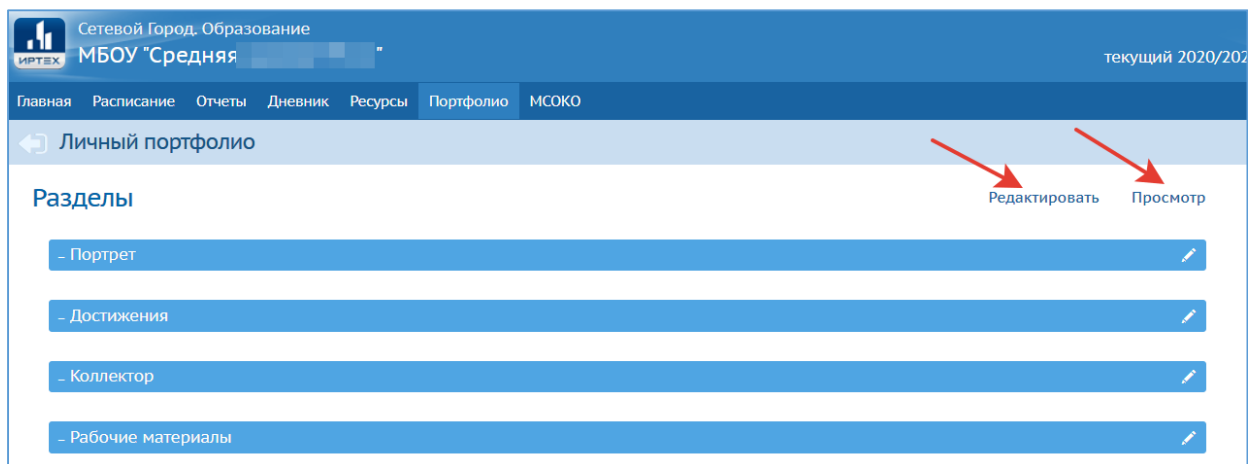 Сетевой Город. Образование
ИРТЕХ
МБОУ "Средняя "
текущий 2020/202
Главная Расписание Отчеты Дневник Ресурсы Портфолио МСОКО
Личный портфолио
Разделы
Редактировать Просмотр
– Портрет
– Достижения
– Коллектор
– Рабочие материалы